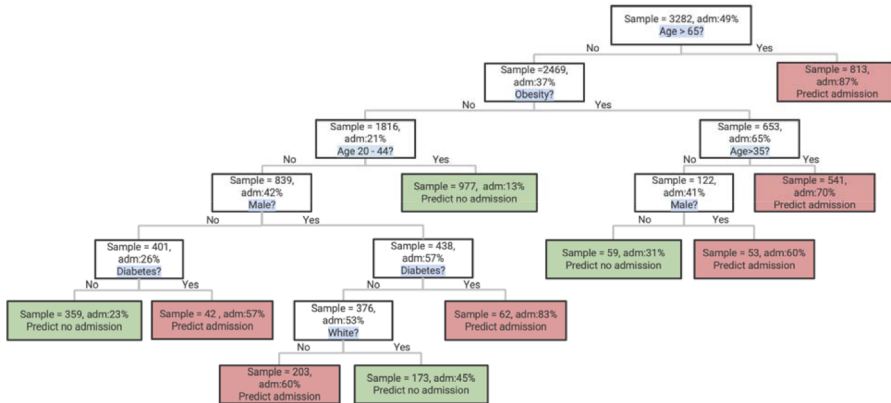 Sample = 3282, adm:49%
Age > 65?
No
Yes
Sample =2469,
adm:37%
Obesity?
Sample = 813,
adm:87%
Predict admission
No
Yes
Sample = 1816,
adm:21%
Age 20 - 44?
Sample = 653,
adm:65%
Age>35?
No
Yes
No
Yes
Sample = 839,
adm:42%
Male?
Sample = 977, adm:13%
Predict no admission
Sample = 122,
adm:41%
Male?
Sample = 541,
adm:70%
Predict admission
No
Yes
No
Yes
Sample = 401,
adm:26%
Diabetes?
Sample = 438,
adm:57%
Diabetes?
Sample = 59, adm:31%
Predict no admission
Sample = 53, adm:60%
Predict admission
No
Yes
No
Yes
Sample = 359, adm:23%
Predict no admission
Sample = 42 , adm:57%
Predict admission
Sample = 376,
adm:53%
White?
Sample = 62, adm:83%
Predict admission
No
Yes
Sample = 203,
adm:60%
Predict admission
Sample = 173, adm:45%
Predict no admission